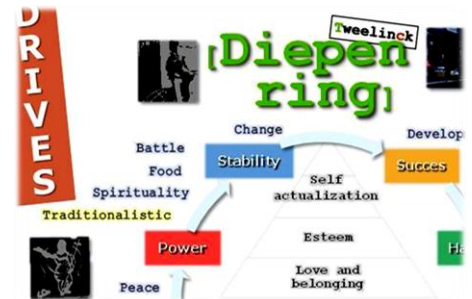 DRIVES
Tweelinck
[Diepen
ring]
Change
Develop
Battle
Stability
Succes
Food
Self
actualization
Spirituality
Traditionalistic
Power
Esteem
Ha
Love and
belonging
Peace